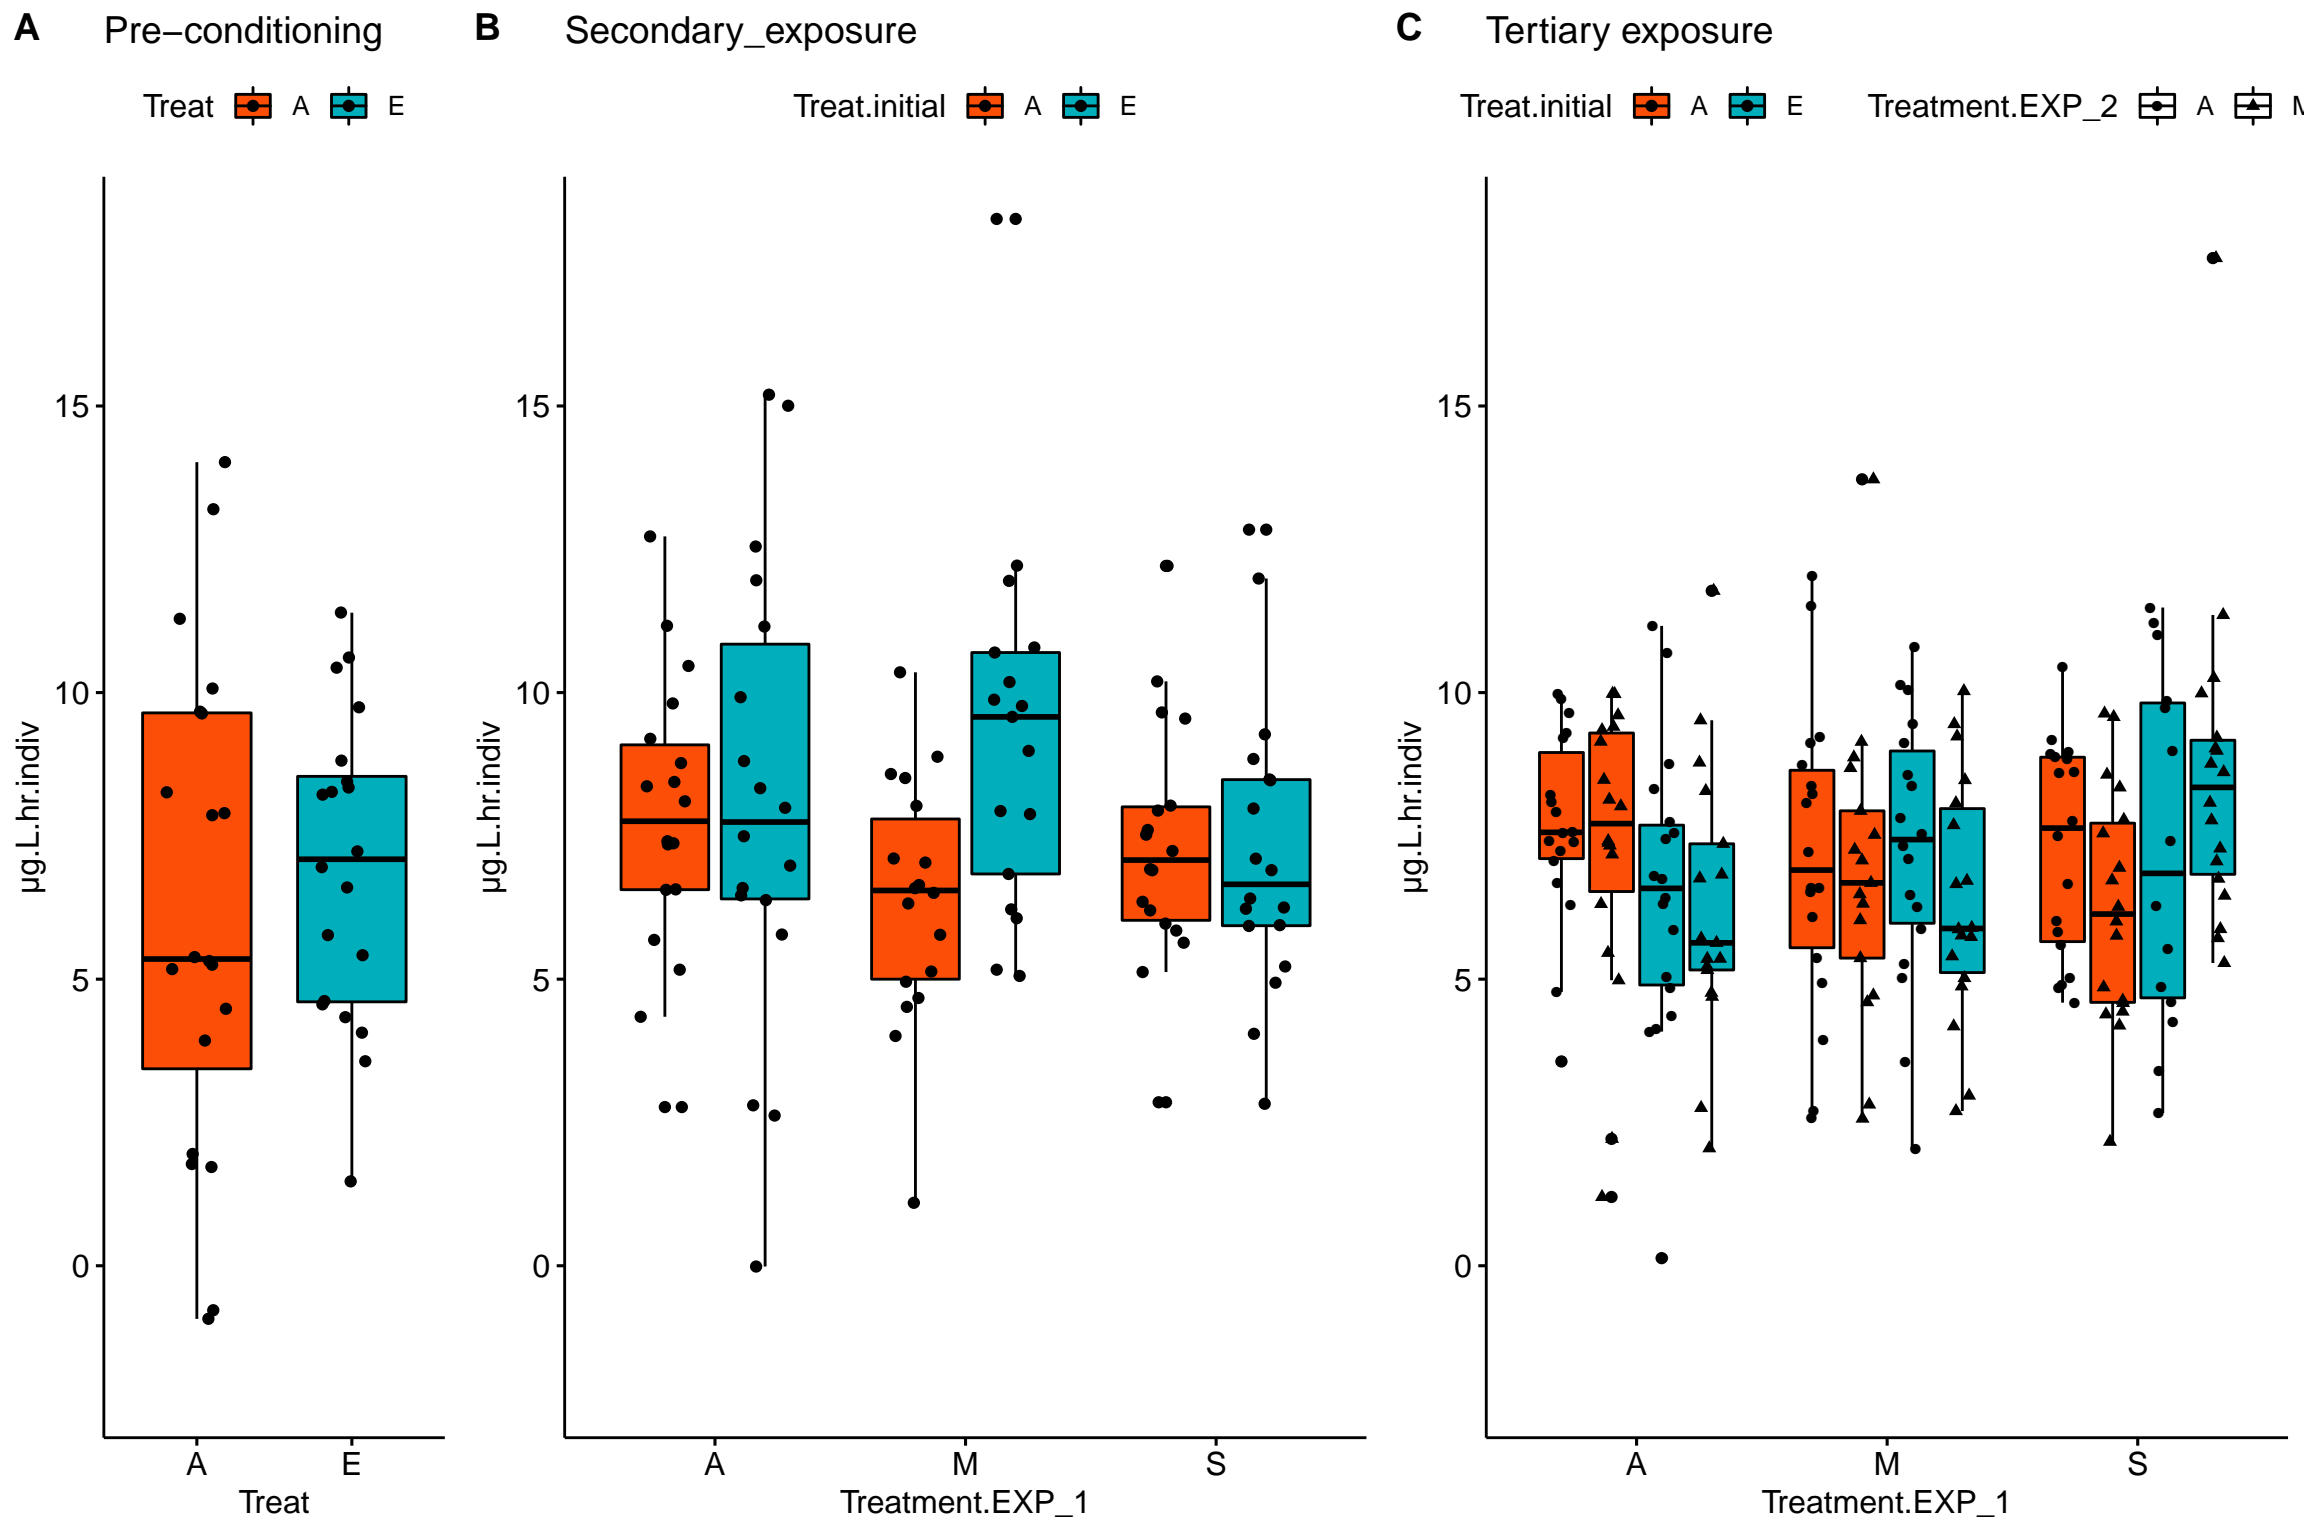 A Pre−conditioning
Treat A E
15
10
5
0
µg.L.hr.indiv
A E
Treat
B Secondary_exposure
Treat.initial A E
15
10
5
0
µg.L.hr.indiv
A M S
Treatment.EXP_1
C Tertiary exposure
Treat.initial A E Treatment.EXP_2 A M
15
10
5
0
µg.L.hr.indiv
A M S
Treatment.EXP_1